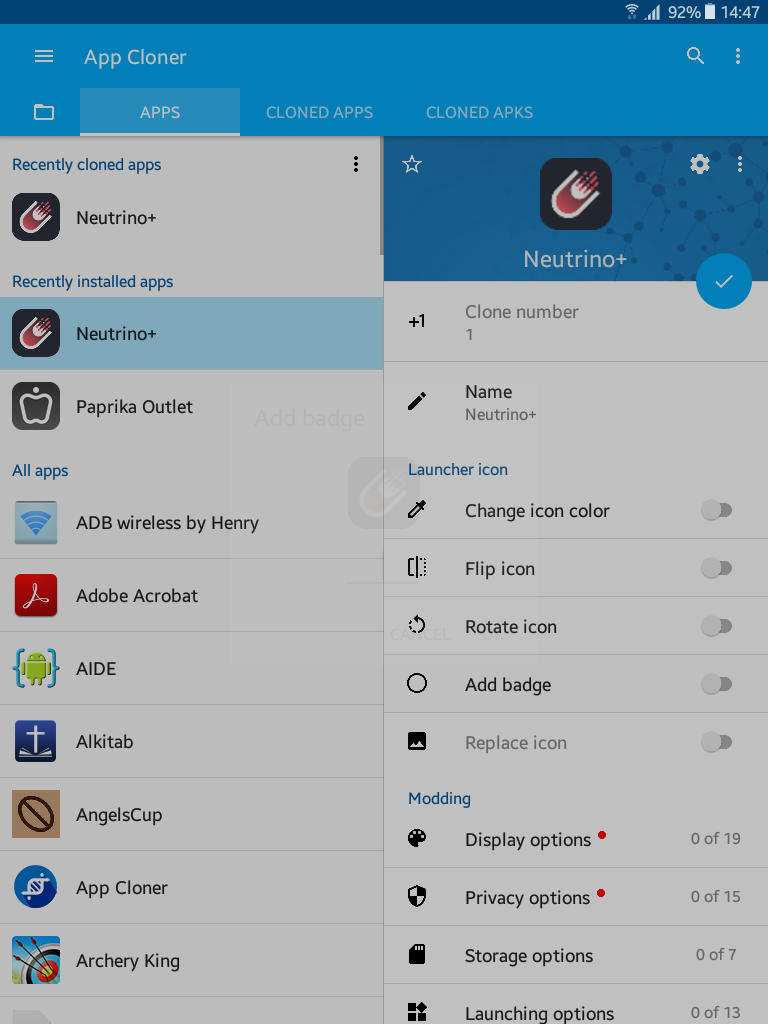 92% 14:47
App Cloner
APPS CLONED APPS CLONED APKS
Recently cloned apps
Neutrino+
Recently installed apps
Neutrino+
Paprika Outlet
All apps
ADB wireless by Henry
Adobe Acrobat
AIDE
Alkitab
AngelsCup
App Cloner
Archery King
Neutrino+
+1 Clone number
1
Name
Neutrino+
Launcher icon
Change icon color
Flip icon
Rotate icon
Add badge
Replace icon
Modding
Display options 0 of 19
Privacy options 0 of 15
Storage options 0 of 7
Launching options 0 of 13
Add badge
CANCEL